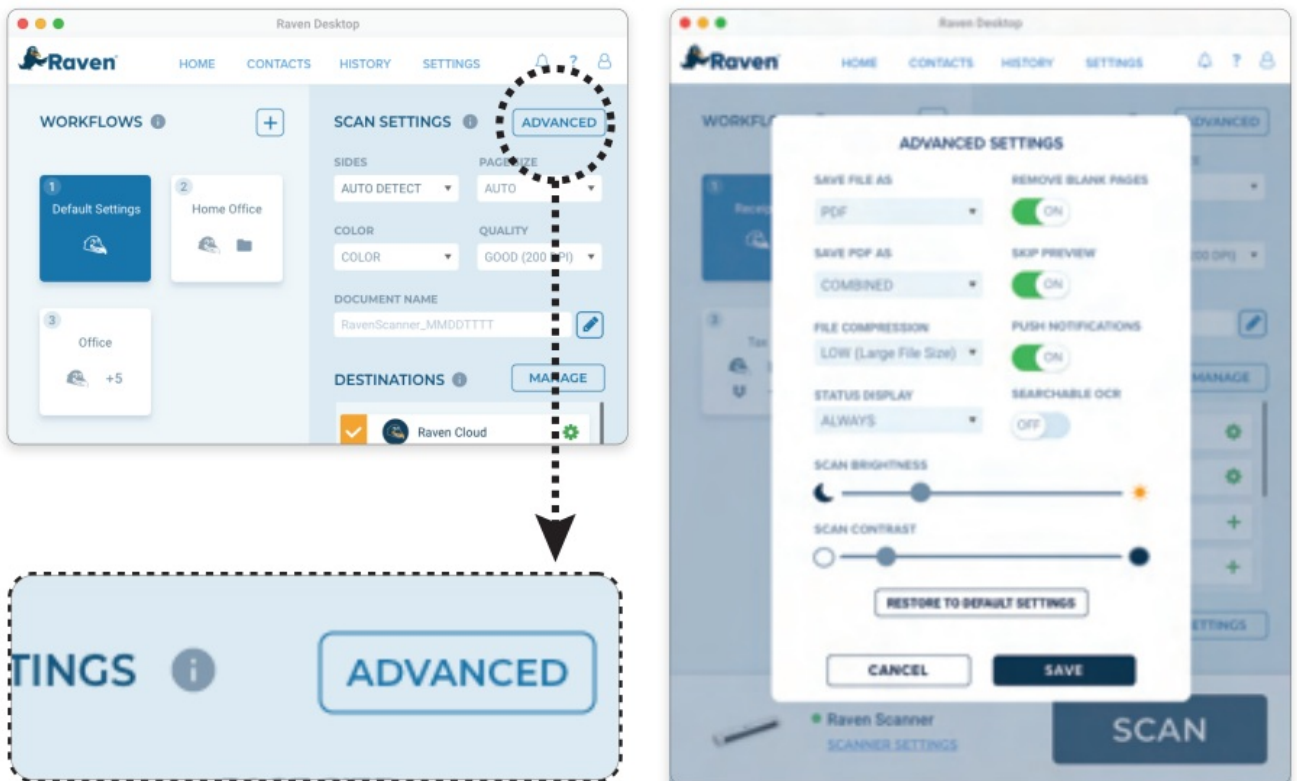 Raven Desktop
Raven
HOME CONTACTS HISTORY SETTINGS ?
WORKFLOWS i +
SCAN SETTINGS i ADVANCED
SIDES PAGE SIZE
AUTO DETECT AUTO
COLOR QUALITY
COLOR GOOD (200 DPI)
DOCUMENT NAME
RavenScanner_MMDDTTTT
DESTINATIONS i MANAGE
Raven Cloud
1
Default Settings
2
Home Office
3
Office
+5
TINGS i ADVANCED
Raven Desktop
Raven
HOME CONTACTS HISTORY SETTINGS ?
ADVANCED
MANAGE
ADVANCED SETTINGS
SAVE FILE AS REMOVE BLANK PAGES
PDF ON
SAVE PDF AS SKIP PREVIEW
COMBINED ON
FILE COMPRESSION PUSH NOTIFICATIONS
LOW (Large File Size) ON
STATUS DISPLAY SEARCHABLE OCR
ALWAYS OFF
SCAN BRIGHTNESS
SCAN CONTRAST
RESTORE TO DEFAULT SETTINGS
CANCEL SAVE
Raven Scanner
SCANNER SETTINGS
SCAN